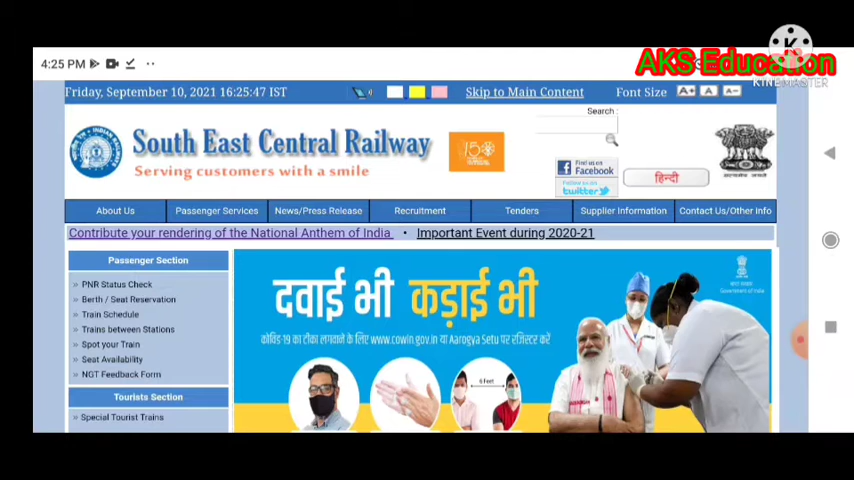 4:25 PM
AKS Education
KINEMASTER
Friday, September 10, 2021 16:25:47 IST
Skip to Main Content
Font Size A+ A A-
Search :
South East Central Railway
Serving customers with a smile
Find us on Facebook
Follow us on twitter
हिन्दी
About Us
Passenger Services
News/Press Release
Recruitment
Tenders
Supplier Information
Contact Us/Other Info
Contribute your rendering of the National Anthem of India. • Important Event during 2020-21
Passenger Section
» PNR Status Check
» Berth / Seat Reservation
» Train Schedule
» Trains between Stations
» Spot your Train
» Seat Availability
» NGT Feedback Form
Tourists Section
» Special Tourist Trains
दवाई भी कड़ाई भी
कोविड-19 का टीका लगवाने के लिए www.cowin.gov.in या Aarogya Setu पर रजिस्टर करें
Government of India
6 Feet